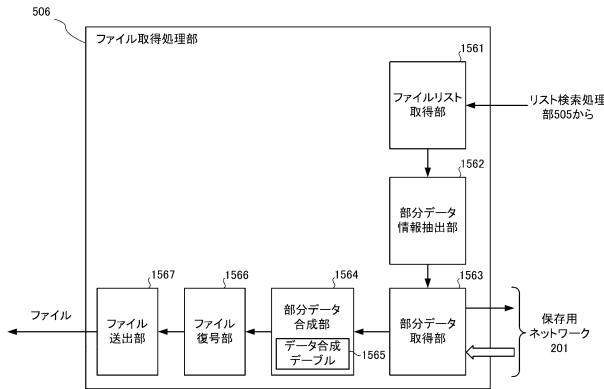 506
ファイル取得処理部
1561
ファイルリスト
取得部
リスト検索処理
部505から
1562
部分データ
情報抽出部
1567
1566
1564
1563
ファイル
ファイル
送出部
ファイル
復号部
部分データ
合成部
データ合成
テーブル
1565
部分データ
取得部
保存用
ネットワーク
201